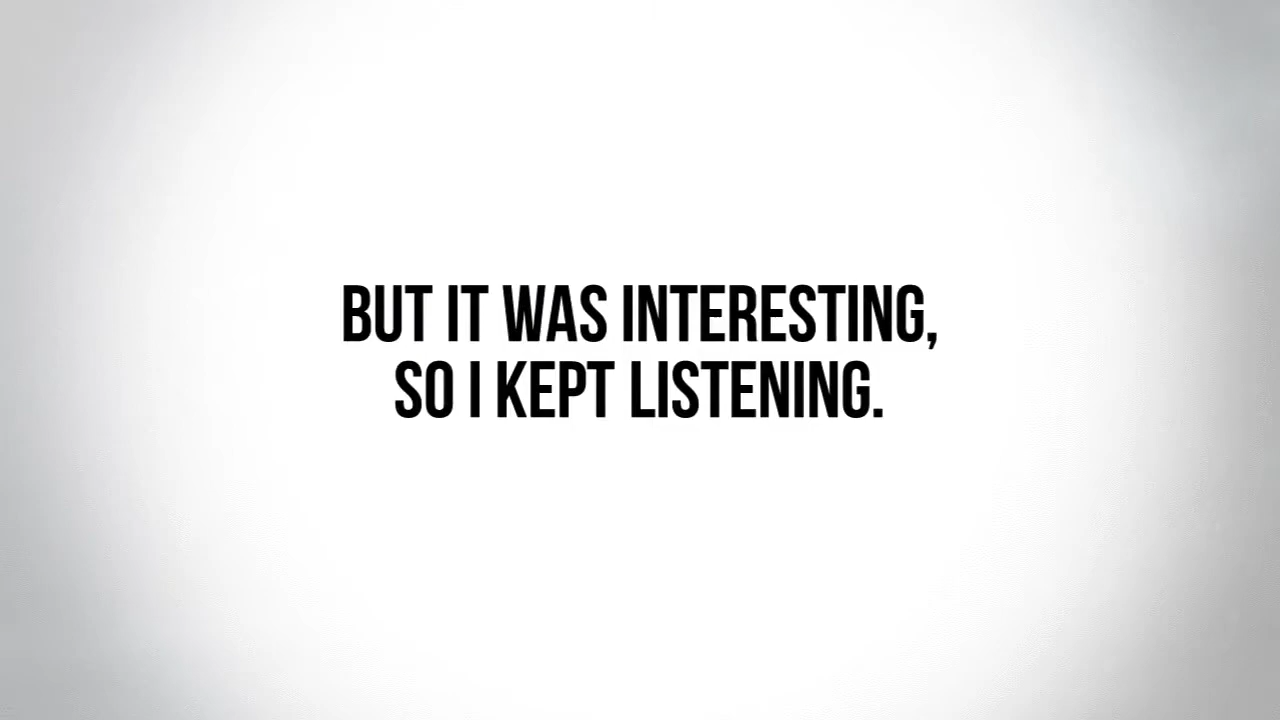 BUT IT WAS INTERESTING,
SO I KEPT LISTENING.